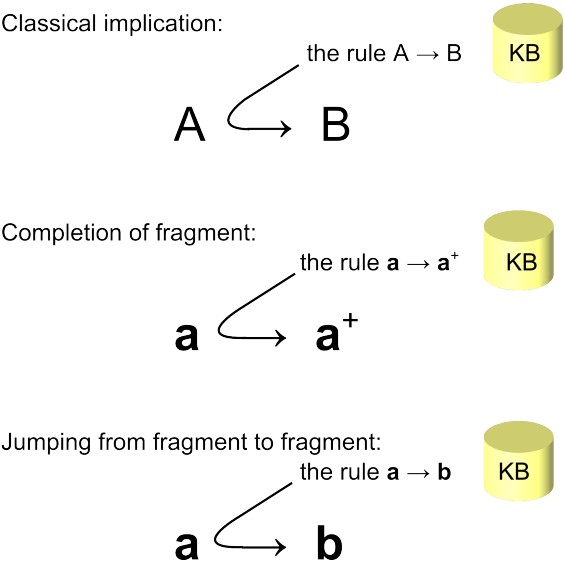 Classical implication:
the rule A → B
KB
A B
Completion of fragment:
the rule a → a⁺
KB
a a⁺
Jumping from fragment to fragment:
the rule a → b
KB
a b